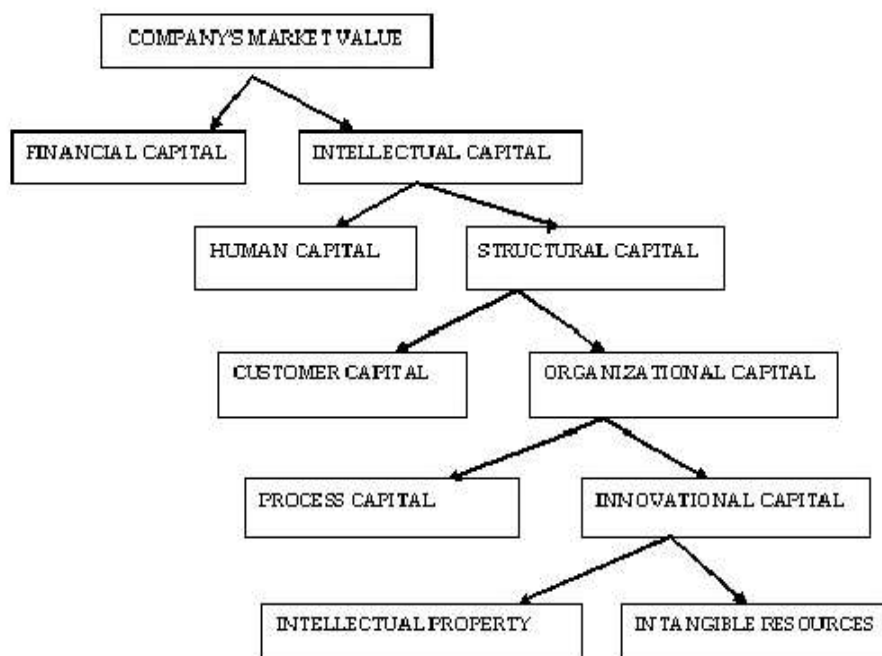 COMPANY'S MARKET VALUE
FINANCIAL CAPITAL
INTELLECTUAL CAPITAL
HUMAN CAPITAL
STRUCTURAL CAPITAL
CUSTOMER CAPITAL
ORGANIZATIONAL CAPITAL
PROCESS CAPITAL
INNOVATIONAL CAPITAL
INTELLECTUAL PROPERTY
INTANGIBLE RESOURCES